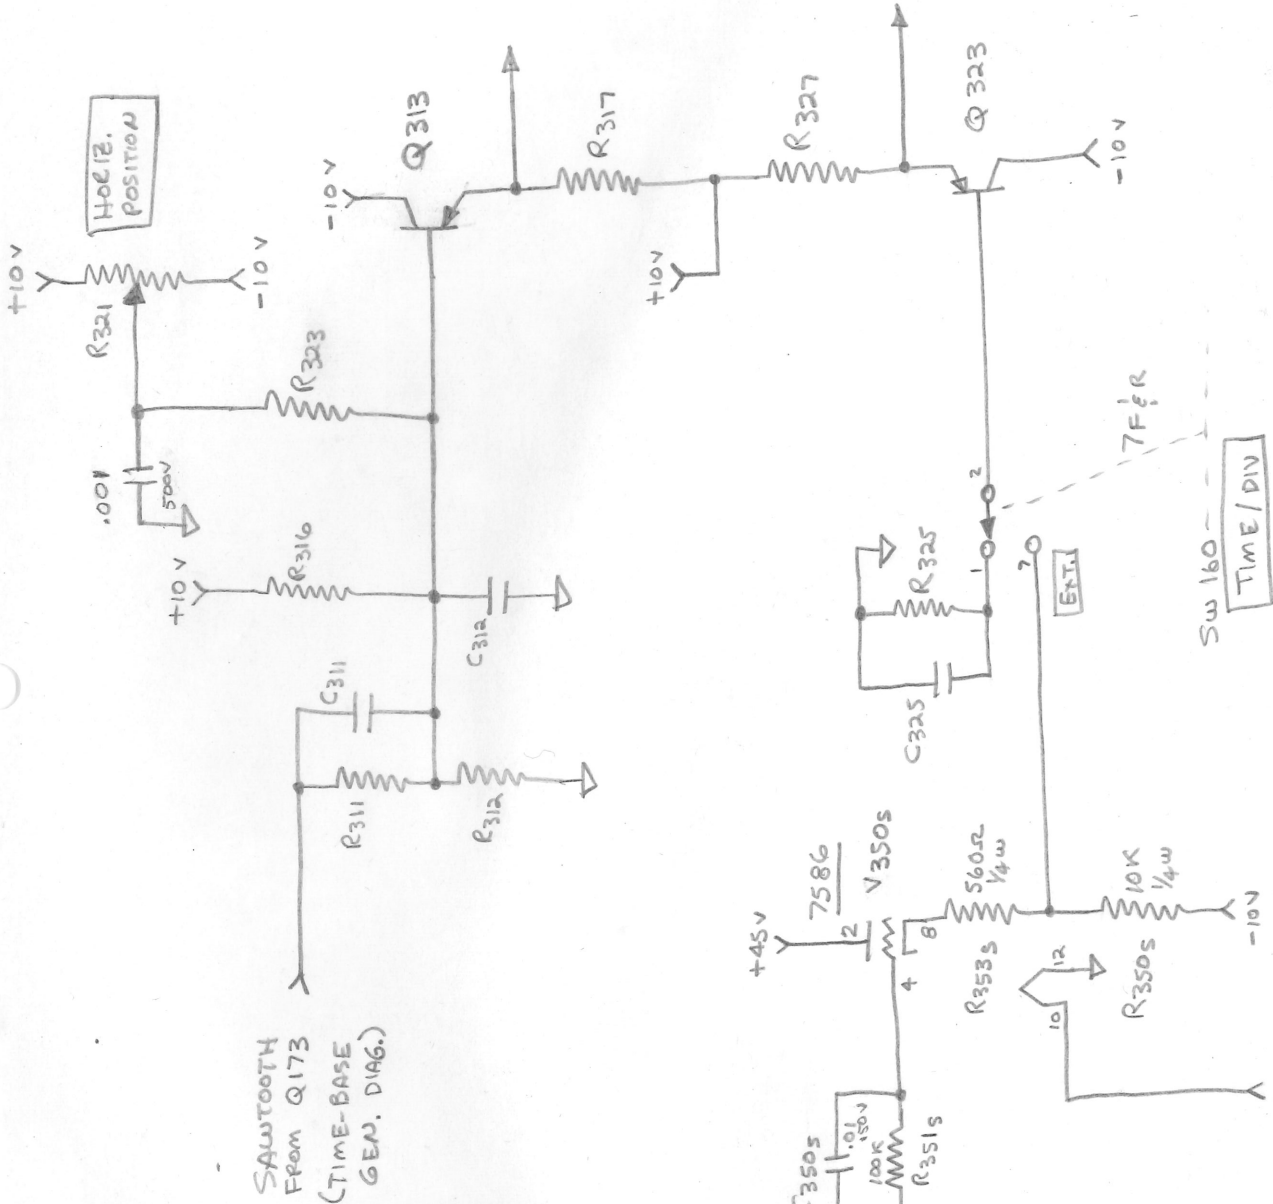 HORIZ.
POSITION
+10V
-10V
R321
.001
500V
R323
-10V
Q313
R317
R327
Q323
+10V
-10V
+10V
R316
C312
C311
R311
R312
SAWTOOTH
FROM Q173
(TIME-BASE
GEN. DIAG.)
7F & R
2
1
7
EXT.
R325
C325
SW 160
TIME/DIV
+45V
7586
V350S
2
8
4
560Ω
1/4W
R353S
10K
1/4W
R350S
-10V
12
10
350S
.01
150V
100K
R351S